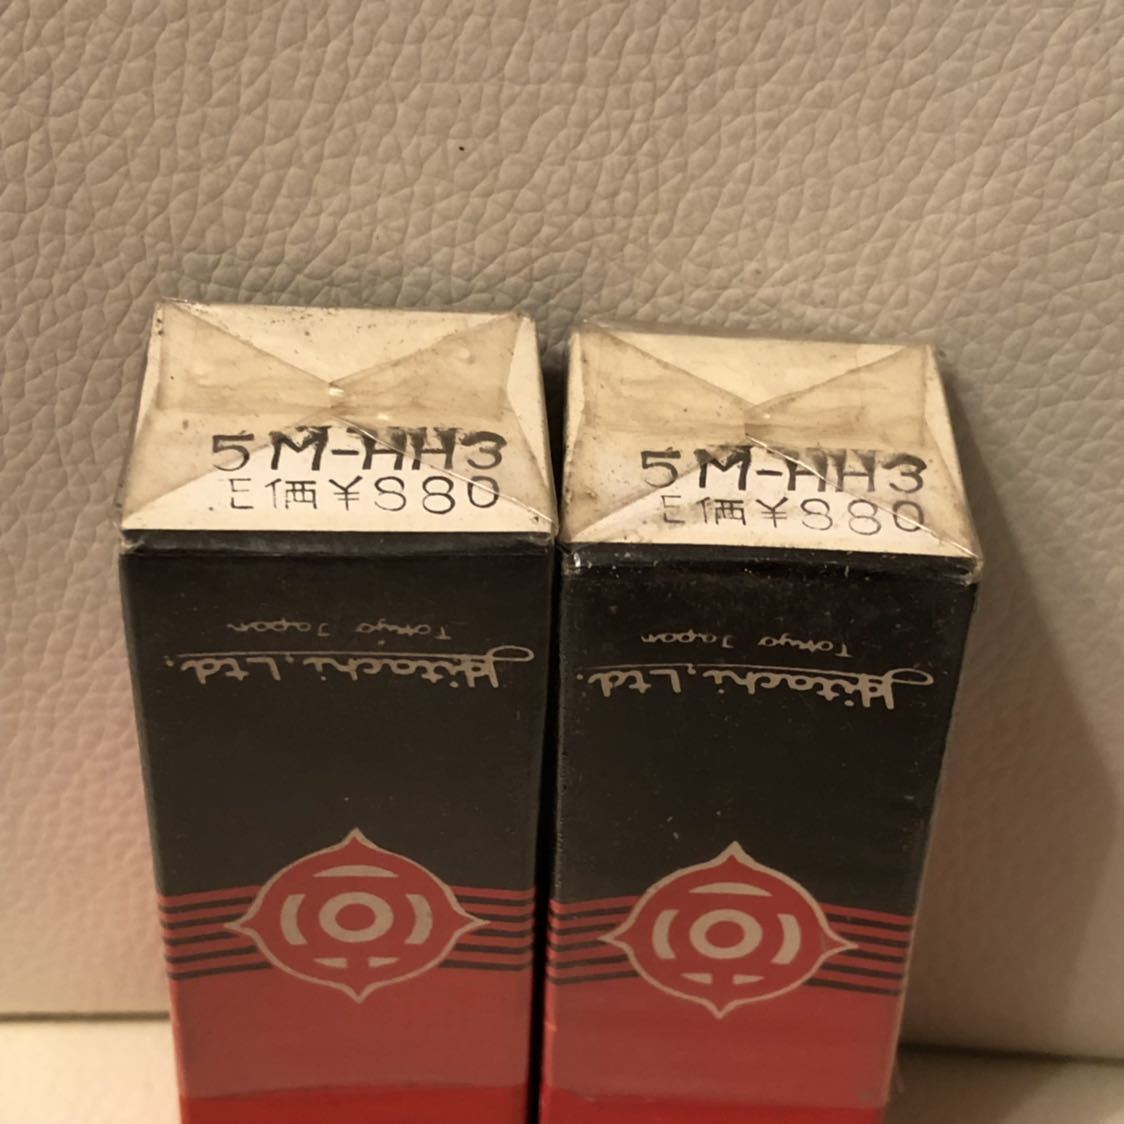 5M-HH3
価¥880
Hitachi, Ltd.
Tokyo Japan
5M-HH3
価¥880
Hitachi, Ltd.
Tokyo Japan